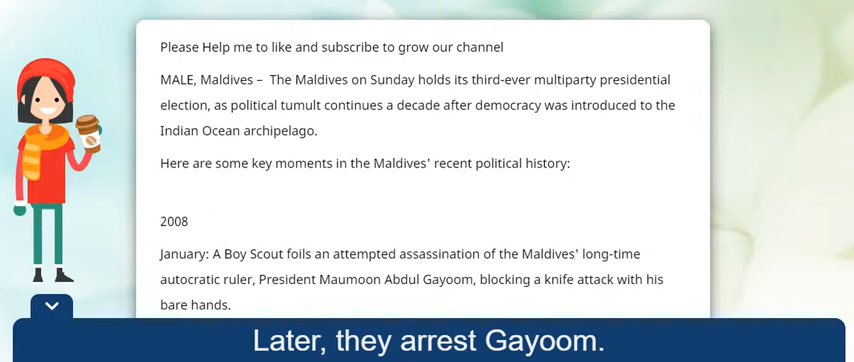 Please Help me to like and subscribe to grow our channel
MALE, Maldives – The Maldives on Sunday holds its third-ever multiparty presidential
election, as political tumult continues a decade after democracy was introduced to the
Indian Ocean archipelago.
Here are some key moments in the Maldives' recent political history:
2008
January: A Boy Scout foils an attempted assassination of the Maldives' long-time
autocratic ruler, President Maumoon Abdul Gayoom, blocking a knife attack with his
bare hands.
Later, they arrest Gayoom.